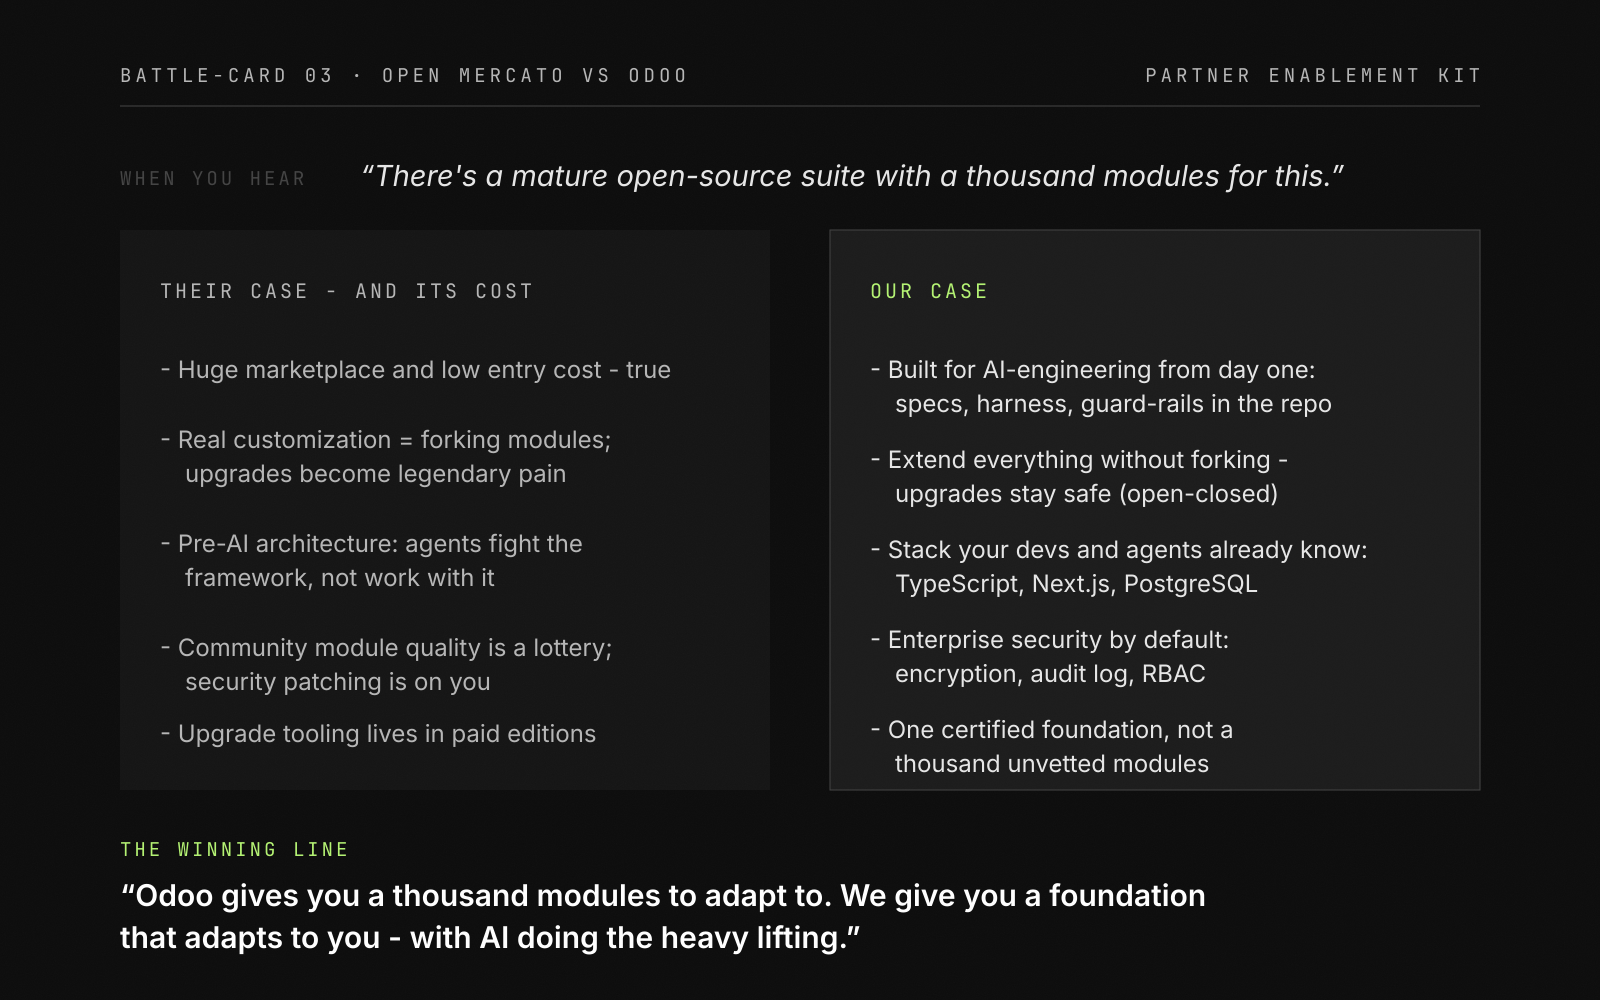 BATTLE-CARD 03 · OPEN MERCATO VS ODOO
PARTNER ENABLEMENT KIT
WHEN YOU HEAR
“There's a mature open-source suite with a thousand modules for this.”
THEIR CASE - AND ITS COST
- Huge marketplace and low entry cost - true
- Real customization = forking modules;
upgrades become legendary pain
- Pre-AI architecture: agents fight the
framework, not work with it
- Community module quality is a lottery;
security patching is on you
- Upgrade tooling lives in paid editions
OUR CASE
- Built for AI-engineering from day one:
specs, harness, guard-rails in the repo
- Extend everything without forking -
upgrades stay safe (open-closed)
- Stack your devs and agents already know:
TypeScript, Next.js, PostgreSQL
- Enterprise security by default:
encryption, audit log, RBAC
- One certified foundation, not a
thousand unvetted modules
THE WINNING LINE
“Odoo gives you a thousand modules to adapt to. We give you a foundation
that adapts to you - with AI doing the heavy lifting.”